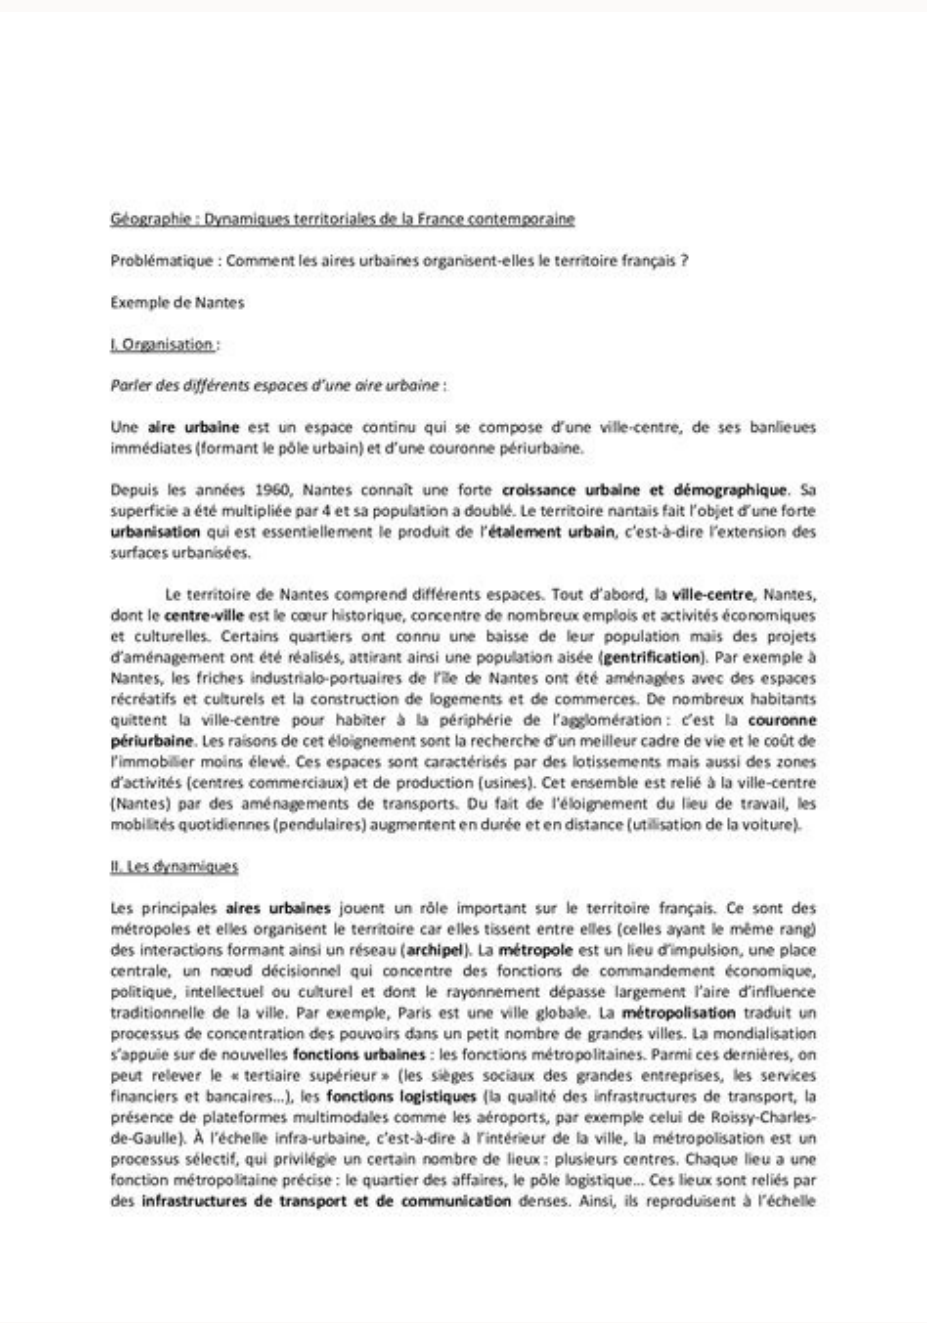 Géographie : Dynamiques territoriales de la France contemporaine
Problématique : Comment les aires urbaines organisent-elles le territoire français ?
Exemple de Nantes
I. Organisation :
Parler des différents espaces d'une aire urbaine :
Une aire urbaine est un espace continu qui se compose d'une ville-centre, de ses banlieues
immédiates (formant le pôle urbain) et d'une couronne périurbaine.
Depuis les années 1960, Nantes connaît une forte croissance urbaine et démographique. Sa
superficie a été multipliée par 4 et sa population a doublé. Le territoire nantais fait l'objet d'une forte
urbanisation qui est essentiellement le produit de l'étalement urbain, c'est-à-dire l'extension des
surfaces urbanisées.
Le territoire de Nantes comprend différents espaces. Tout d'abord, la ville-centre, Nantes,
dont le centre-ville est le cœur historique, concentre de nombreux emplois et activités économiques
et culturelles. Certains quartiers ont connu une baisse de leur population mais des projets
d'aménagement ont été réalisés, attirant ainsi une population aisée (gentrification). Par exemple à
Nantes, les friches industrialo-portuaires de l'île de Nantes ont été aménagées avec des espaces
récréatifs et culturels et la construction de logements et de commerces. De nombreux habitants
quittent la ville-centre pour habiter à la périphérie de l'agglomération : c'est la couronne
périurbaine. Les raisons de cet éloignement sont la recherche d'un meilleur cadre de vie et le coût de
l'immobilier moins élevé. Ces espaces sont caractérisés par des lotissements mais aussi des zones
d'activités (centres commerciaux) et de production (usines). Cet ensemble est relié à la ville-centre
(Nantes) par des aménagements de transports. Du fait de l'éloignement du lieu de travail, les
mobilités quotidiennes (pendulaires) augmentent en durée et en distance (utilisation de la voiture).
II. Les dynamiques
Les principales aires urbaines jouent un rôle important sur le territoire français. Ce sont des
métropoles et elles organisent le territoire car elles tissent entre elles (celles ayant le même rang)
des interactions formant ainsi un réseau (archipel). La métropole est un lieu d'impulsion, une place
centrale, un nœud décisionnel qui concentre des fonctions de commandement économique,
politique, intellectuel ou culturel et dont le rayonnement dépasse largement l'aire d'influence
traditionnelle de la ville. Par exemple, Paris est une ville globale. La métropolisation traduit un
processus de concentration des pouvoirs dans un petit nombre de grandes villes. La mondialisation
s'appuie sur de nouvelles fonctions urbaines : les fonctions métropolitaines. Parmi ces dernières, on
peut relever le « tertiaire supérieur » (les sièges sociaux des grandes entreprises, les services
financiers et bancaires...), les fonctions logistiques (la qualité des infrastructures de transport, la
présence de plateformes multimodales comme les aéroports, par exemple celui de Roissy-Charles-
de-Gaulle). À l'échelle infra-urbaine, c'est-à-dire à l'intérieur de la ville, la métropolisation est un
processus sélectif, qui privilégie un certain nombre de lieux : plusieurs centres. Chaque lieu a une
fonction métropolitaine précise : le quartier des affaires, le pôle logistique... Ces lieux sont reliés par
des infrastructures de transport et de communication denses. Ainsi, ils reproduisent à l'échelle